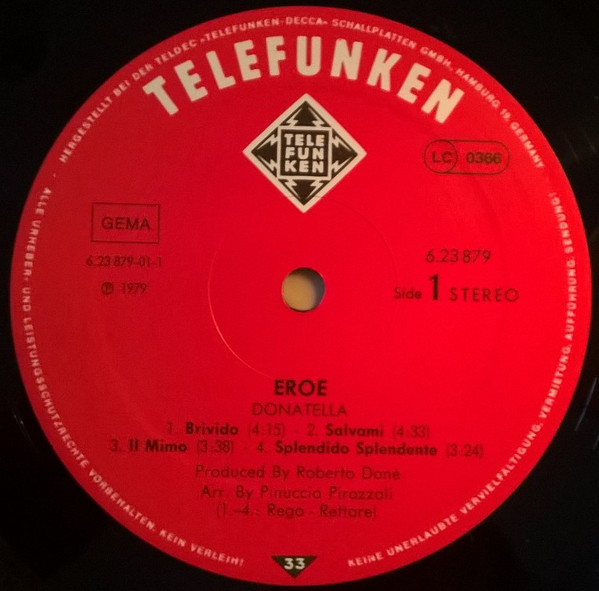 HERGESTELLT BEI DER TELDEC »TELEFUNKEN-DECCA« SCHALLPLATTEN GMBH, HAMBURG 19, GERMANY
TELEFUNKEN
TELE
FUN
KEN
LC 0366
GEMA
6.23 879-01-1
Ⓟ 1979
6.23 879
Side 1 STEREO
EROE
DONATELLA
1. Brivido (4:15) - 2. Salvami (4:33)
3. Il Mimo (3:38) - 4. Splendido Splendente (3:24)
Produced By Roberto Dané
Arr. By Pinuccio Pirazzoli
(1.-4.: Rego - Rettore)
33
ALLE URHEBER- UND LEISTUNGSSCHUTZRECHTE VORBEHALTEN. KEIN VERLEIH! KEINE UNERLAUBTE VERVIELFÄLTIGUNG, VERMIETUNG, AUFFÜHRUNG, SENDUNG!